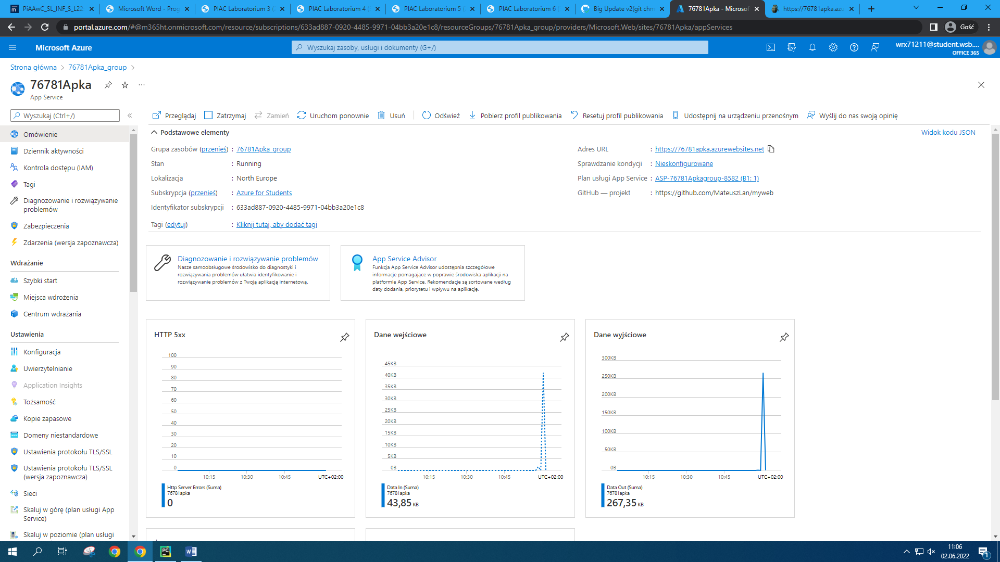 PiAAwC_SL_INF_S_L22
Microsoft Word - Prog
PIAC Laboratorium 3 (
PIAC Laboratorium 4 (
PIAC Laboratorium 5 (
PIAC Laboratorium 6 (
Big Update v2(git chm
76781Apka - Microsof
https://76781apka.azu
portal.azure.com/#@m365ht.onmicrosoft.com/resource/subscriptions/633ad887-0920-4485-9971-04bb3a20e1c8/resourceGroups/76781Apka_group/providers/Microsoft.Web/sites/76781Apka/appServices
Gość
Microsoft Azure
Wyszukaj zasoby, usługi i dokumenty (G+/)
wrx71211@student.wsb....
OFFICE 365
Strona główna > 76781Apka_group >
76781Apka
App Service
Wyszukaj (Ctrl+/)
Przeglądaj Zatrzymaj Zamień Uruchom ponownie Usuń Odśwież Pobierz profil publikowania Resetuj profil publikowania Udostępnij na urządzeniu przenośnym Wyślij do nas swoją opinię
Omówienie
Dziennik aktywności
Kontrola dostępu (IAM)
Tagi
Diagnozowanie i rozwiązywanie
problemów
Zabezpieczenia
Zdarzenia (wersja zapoznawcza)
Wdrażanie
Szybki start
Miejsca wdrożenia
Centrum wdrażania
Ustawienia
Konfiguracja
Uwierzytelnianie
Application Insights
Tożsamość
Kopie zapasowe
Domeny niestandardowe
Ustawienia protokołu TLS/SSL
Ustawienia protokołu TLS/SSL
(wersja zapoznawcza)
Sieci
Skaluj w górę (plan usługi App
Service)
Skaluj w poziomie (plan usługi
Podstawowe elementy
Widok kodu JSON
Grupa zasobów (przenieś) : 76781Apka_group
Stan : Running
Lokalizacja : North Europe
Subskrypcja (przenieś) : Azure for Students
Identyfikator subskrypcji : 633ad887-0920-4485-9971-04bb3a20e1c8
Tagi (edytuj) : Kliknij tutaj, aby dodać tagi
Adres URL : https://76781apka.azurewebsites.net
Sprawdzanie kondycji : Nieskonfigurowane
Plan usługi App Service : ASP-76781Apkagroup-8582 (B1: 1)
GitHub — projekt : https://github.com/MateuszLan/myweb
Diagnozowanie i rozwiązywanie problemów
Nasze samoobsługowe środowisko do diagnostyki i
rozwiązywania problemów ułatwia identyfikowanie i
rozwiązywanie problemów z Twoją aplikacją internetową.
App Service Advisor
Funkcja App Service Advisor udostępnia szczegółowe
informacje pomagające w poprawie środowiska aplikacji na
platformie App Service. Rekomendacje są sortowane według
daty dodania, priorytetu i wpływu na aplikację.
HTTP 5xx
100
90
80
70
60
50
40
30
20
10
0
10:15 10:30 10:45 UTC+02:00
Http Server Errors (Suma)
76781apka
0
Dane wejściowe
45KB
40KB
35KB
30KB
25KB
20KB
15KB
10KB
5KB
0B
10:15 10:30 10:45 UTC+02:00
Data In (Suma)
76781apka
43,85 KB
Dane wyjściowe
300KB
250KB
200KB
150KB
100KB
50KB
0B
10:15 10:30 10:45 UTC+02:00
Data Out (Suma)
76781apka
267,35 KB
11:06
02.06.2022
1